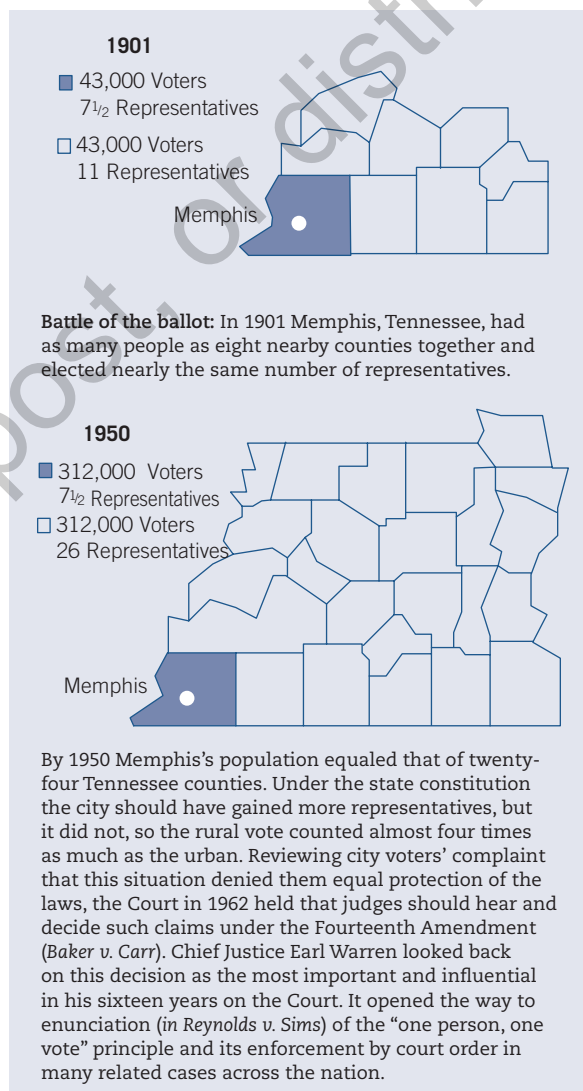 1901
43,000 Voters
7 1/2 Representatives
43,000 Voters
11 Representatives
Memphis
Battle of the ballot: In 1901 Memphis, Tennessee, had
as many people as eight nearby counties together and
elected nearly the same number of representatives.
1950
312,000 Voters
7 1/2 Representatives
312,000 Voters
26 Representatives
Memphis
By 1950 Memphis's population equaled that of twenty-
four Tennessee counties. Under the state constitution
the city should have gained more representatives, but
it did not, so the rural vote counted almost four times
as much as the urban. Reviewing city voters' complaint
that this situation denied them equal protection of the
laws, the Court in 1962 held that judges should hear and
decide such claims under the Fourteenth Amendment
(Baker v. Carr). Chief Justice Earl Warren looked back
on this decision as the most important and influential
in his sixteen years on the Court. It opened the way to
enunciation (in Reynolds v. Sims) of the "one person, one
vote" principle and its enforcement by court order in
many related cases across the nation.
post, or distri